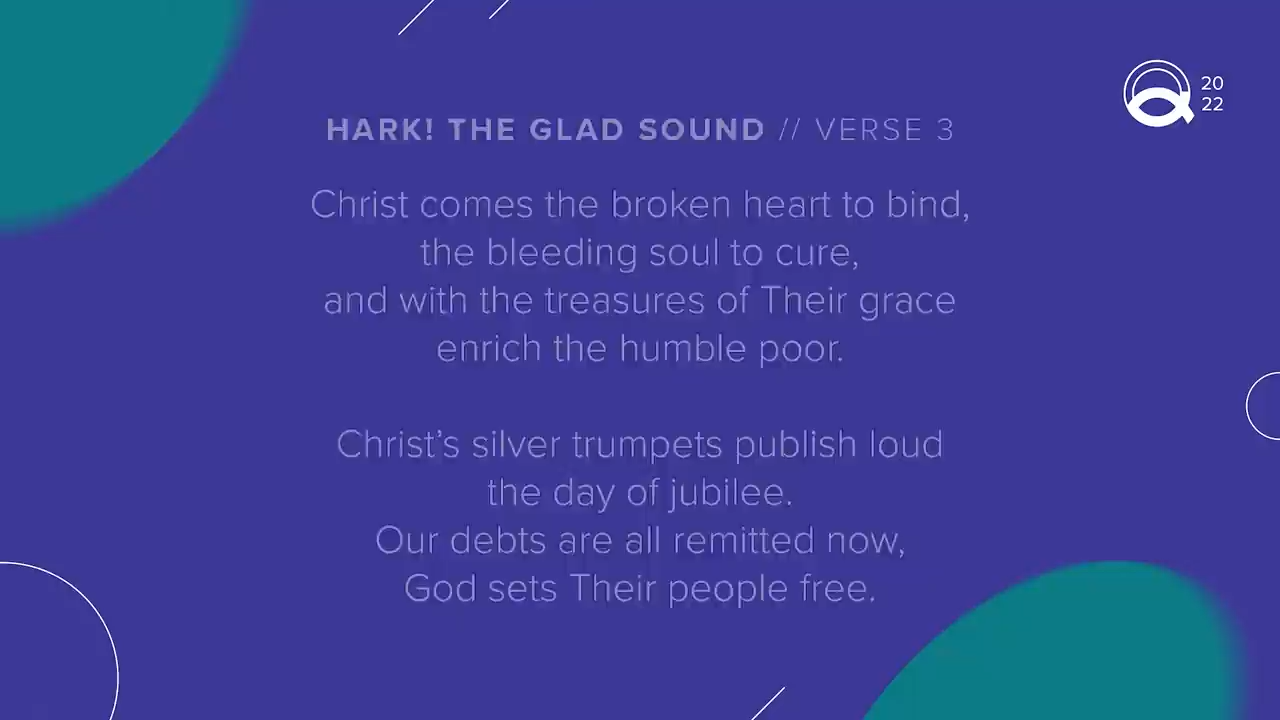 20
22
HARK! THE GLAD SOUND // VERSE 3
Christ comes the broken heart to bind,
the bleeding soul to cure,
and with the treasures of Their grace
enrich the humble poor.
Christ’s silver trumpets publish loud
the day of jubilee.
Our debts are all remitted now,
God sets Their people free.